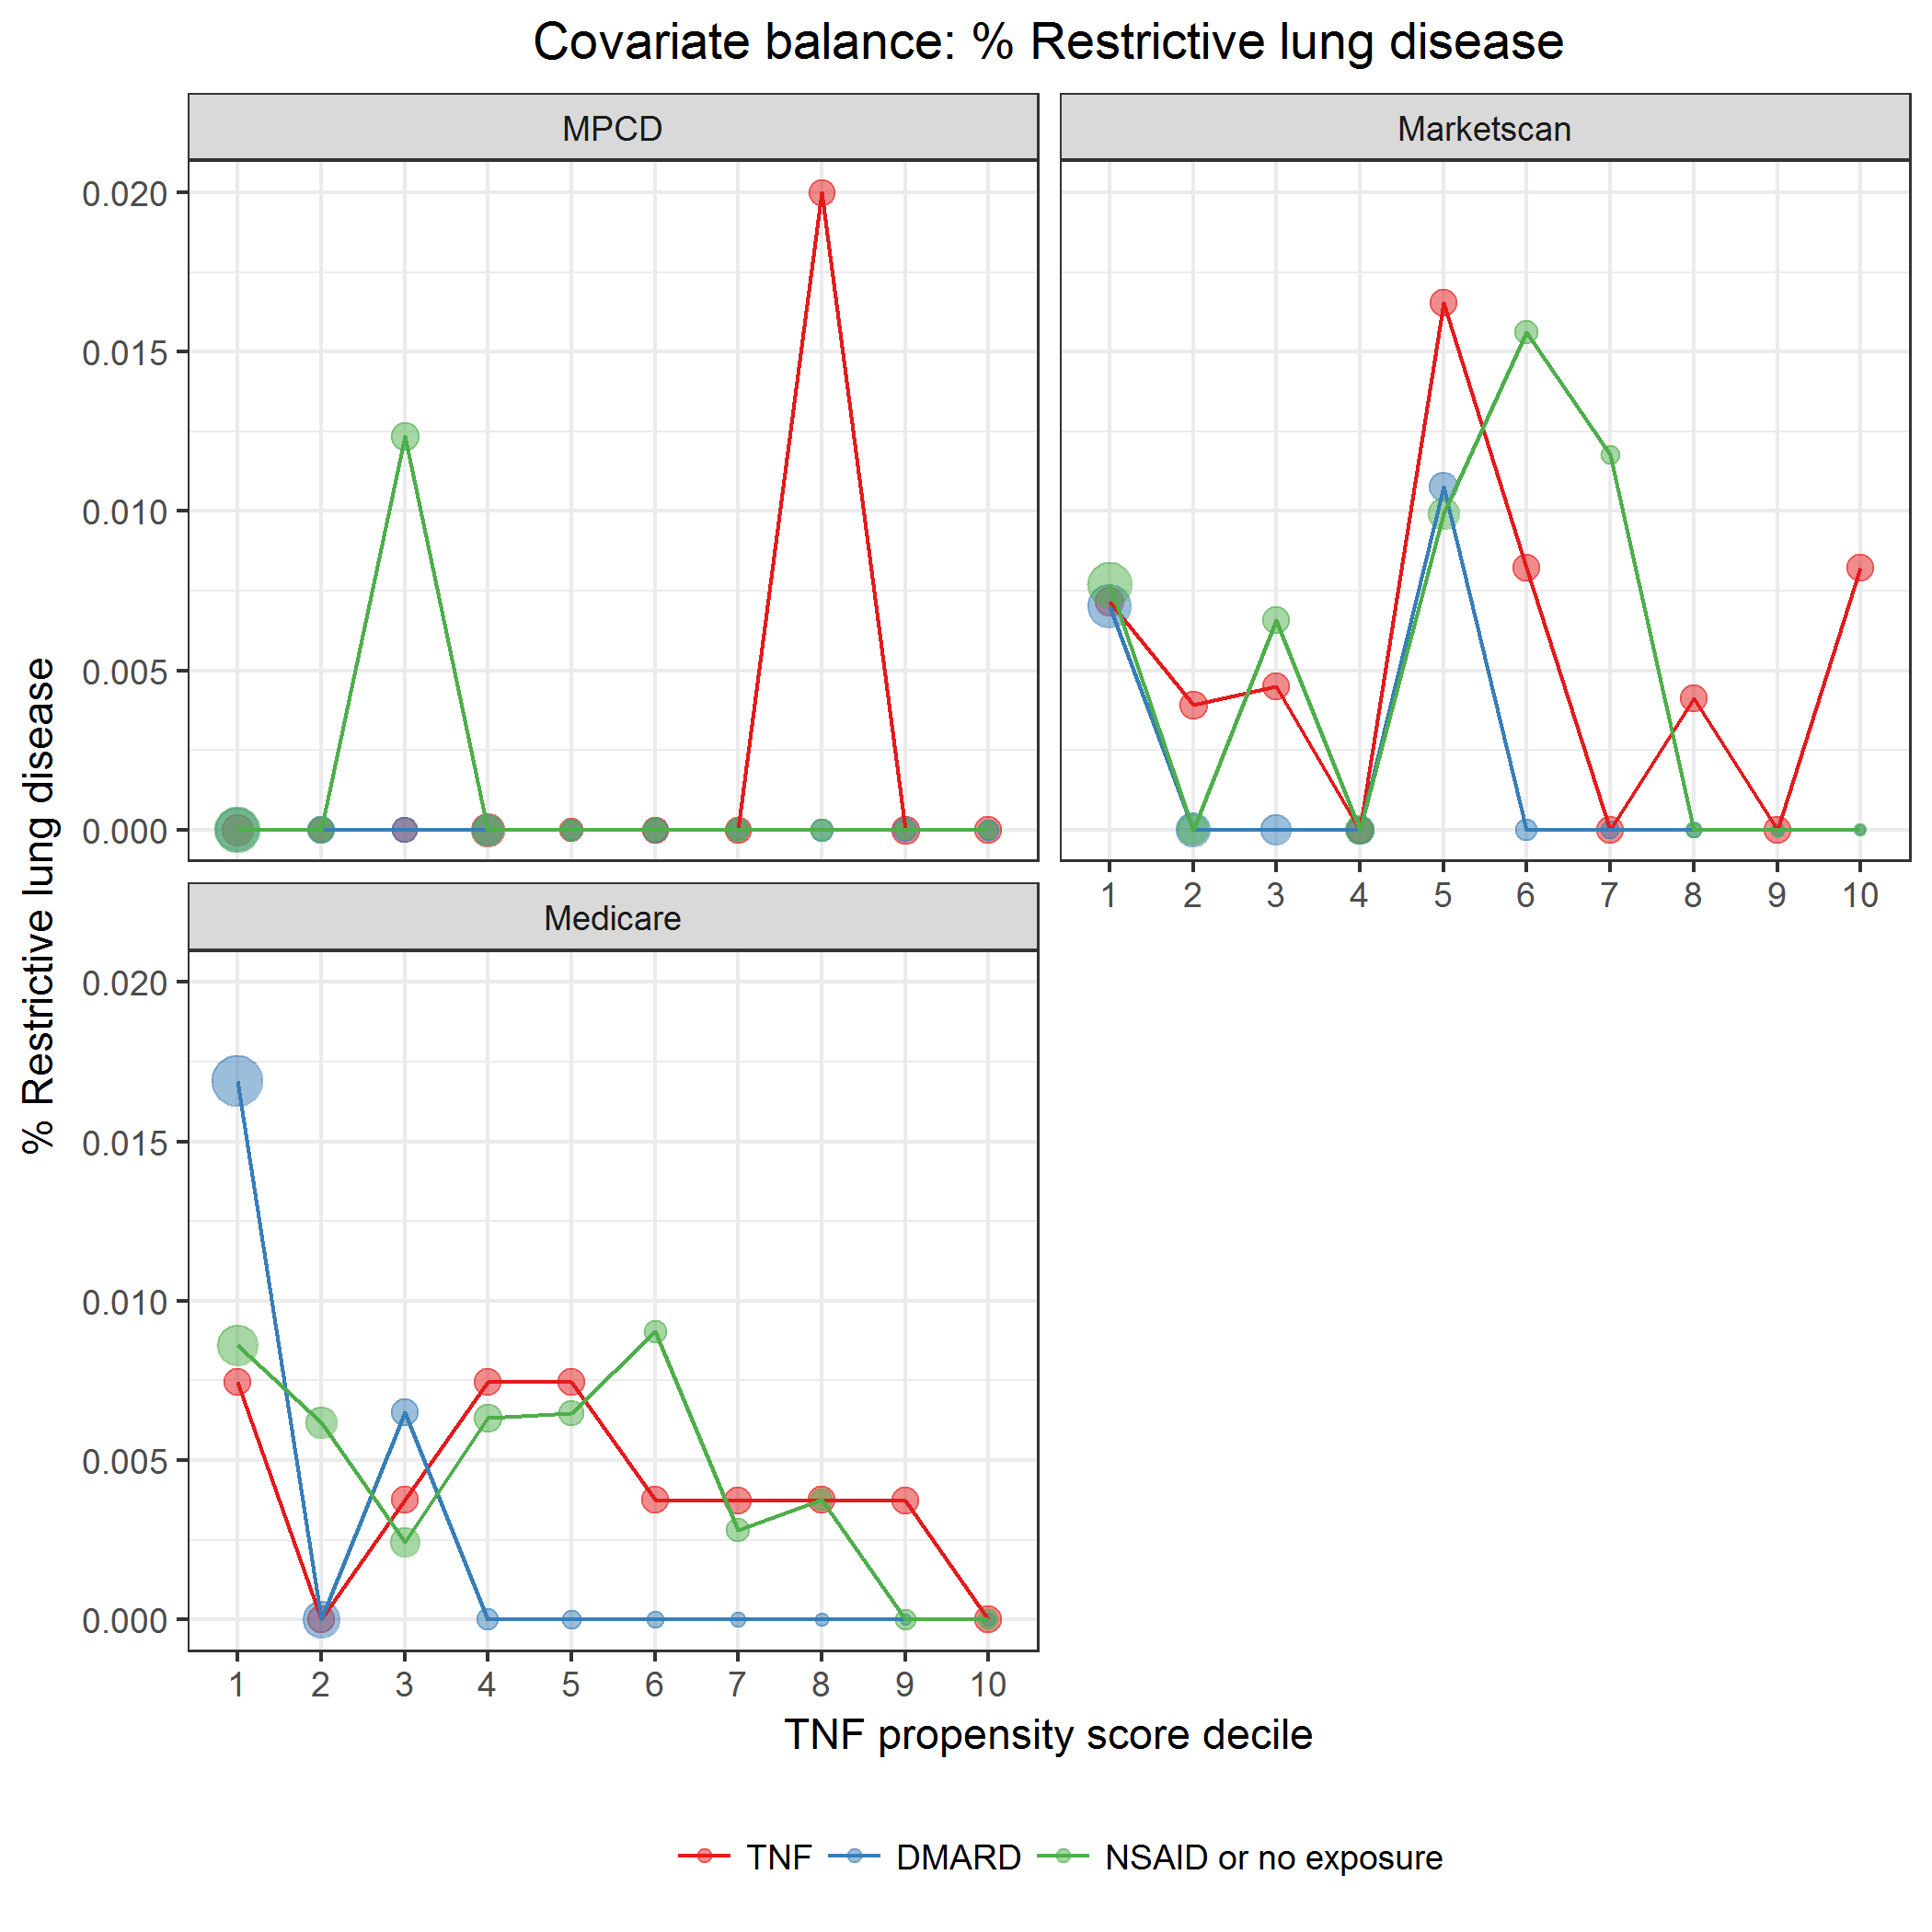 Covariate balance: % Restrictive lung disease
MPCD
Marketscan
0.020
0.015
0.010
0.005
0.000
1 2 3 4 5 6 7 8 9 10
Medicare
0.020
0.015
0.010
0.005
0.000
1 2 3 4 5 6 7 8 9 10
% Restrictive lung disease
TNF propensity score decile
TNF DMARD NSAID or no exposure